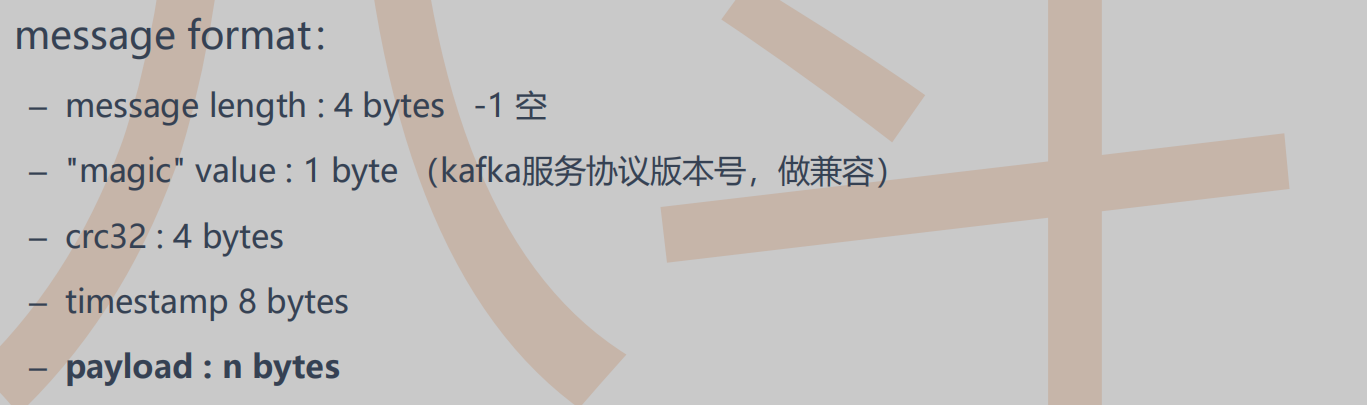 message format：
– message length : 4 bytes -1 空
– "magic" value : 1 byte （kafka服务协议版本号，做兼容）
– crc32 : 4 bytes
– timestamp 8 bytes
– payload : n bytes